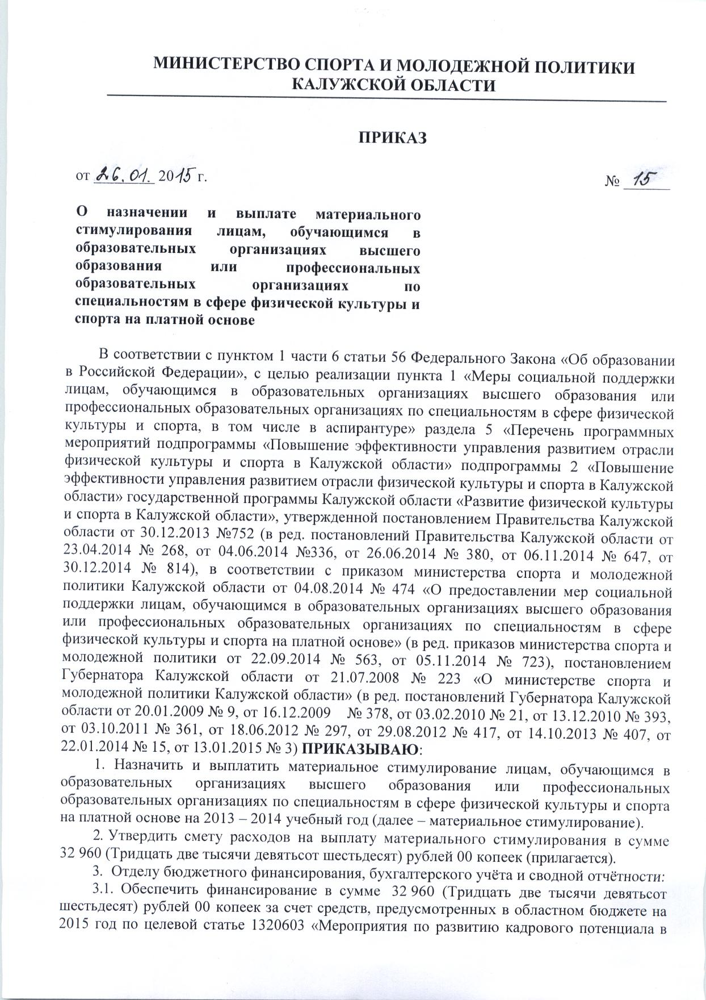 МИНИСТЕРСТВО СПОРТА И МОЛОДЕЖНОЙ ПОЛИТИКИ
КАЛУЖСКОЙ ОБЛАСТИ
ПРИКАЗ
от 26.01. 2015 г.
№ 15
О назначении и выплате материального
стимулирования лицам, обучающимся в
образовательных организациях высшего
образования или профессиональных
образовательных организациях по
специальностям в сфере физической культуры и
спорта на платной основе
В соответствии с пунктом 1 части 6 статьи 56 Федерального Закона «Об образовании
в Российской Федерации», с целью реализации пункта 1 «Меры социальной поддержки
лицам, обучающимся в образовательных организациях высшего образования или
профессиональных образовательных организациях по специальностям в сфере физической
культуры и спорта, в том числе в аспирантуре» раздела 5 «Перечень программных
мероприятий подпрограммы «Повышение эффективности управления развитием отрасли
физической культуры и спорта в Калужской области» подпрограммы 2 «Повышение
эффективности управления развитием отрасли физической культуры и спорта в Калужской
области» государственной программы Калужской области «Развитие физической культуры
и спорта в Калужской области», утвержденной постановлением Правительства Калужской
области от 30.12.2013 №752 (в ред. постановлений Правительства Калужской области от
23.04.2014 № 268, от 04.06.2014 №336, от 26.06.2014 № 380, от 06.11.2014 № 647, от
30.12.2014 № 814), в соответствии с приказом министерства спорта и молодежной
политики Калужской области от 04.08.2014 № 474 «О предоставлении мер социальной
поддержки лицам, обучающимся в образовательных организациях высшего образования
или профессиональных образовательных организациях по специальностям в сфере
физической культуры и спорта на платной основе» (в ред. приказов министерства спорта и
молодежной политики от 22.09.2014 № 563, от 05.11.2014 № 723), постановлением
Губернатора Калужской области от 21.07.2008 № 223 «О министерстве спорта и
молодежной политики Калужской области» (в ред. постановлений Губернатора Калужской
области от 20.01.2009 № 9, от 16.12.2009 № 378, от 03.02.2010 № 21, от 13.12.2010 № 393,
от 03.10.2011 № 361, от 18.06.2012 № 297, от 29.08.2012 № 417, от 14.10.2013 № 407, от
22.01.2014 № 15, от 13.01.2015 № 3) ПРИКАЗЫВАЮ:
1. Назначить и выплатить материальное стимулирование лицам, обучающимся в
образовательных организациях высшего образования или профессиональных
образовательных организациях по специальностям в сфере физической культуры и спорта
на платной основе на 2013 – 2014 учебный год (далее – материальное стимулирование).
2. Утвердить смету расходов на выплату материального стимулирования в сумме
32 960 (Тридцать две тысячи девятьсот шестьдесят) рублей 00 копеек (прилагается).
3. Отделу бюджетного финансирования, бухгалтерского учёта и сводной отчётности:
3.1. Обеспечить финансирование в сумме 32 960 (Тридцать две тысячи девятьсот
шестьдесят) рублей 00 копеек за счет средств, предусмотренных в областном бюджете на
2015 год по целевой статье 1320603 «Мероприятия по развитию кадрового потенциала в